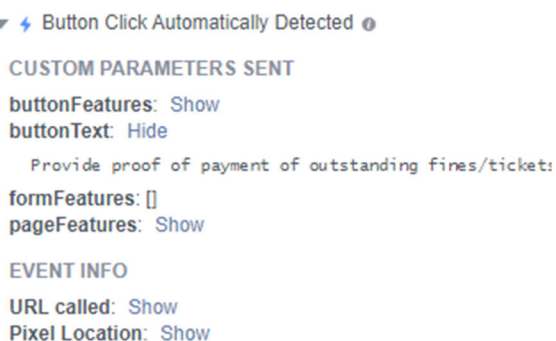 Button Click Automatically Detected
CUSTOM PARAMETERS SENT
buttonFeatures: Show
buttonText: Hide
Provide proof of payment of outstanding fines/tickets
formFeatures: []
pageFeatures: Show
EVENT INFO
URL called: Show
Pixel Location: Show